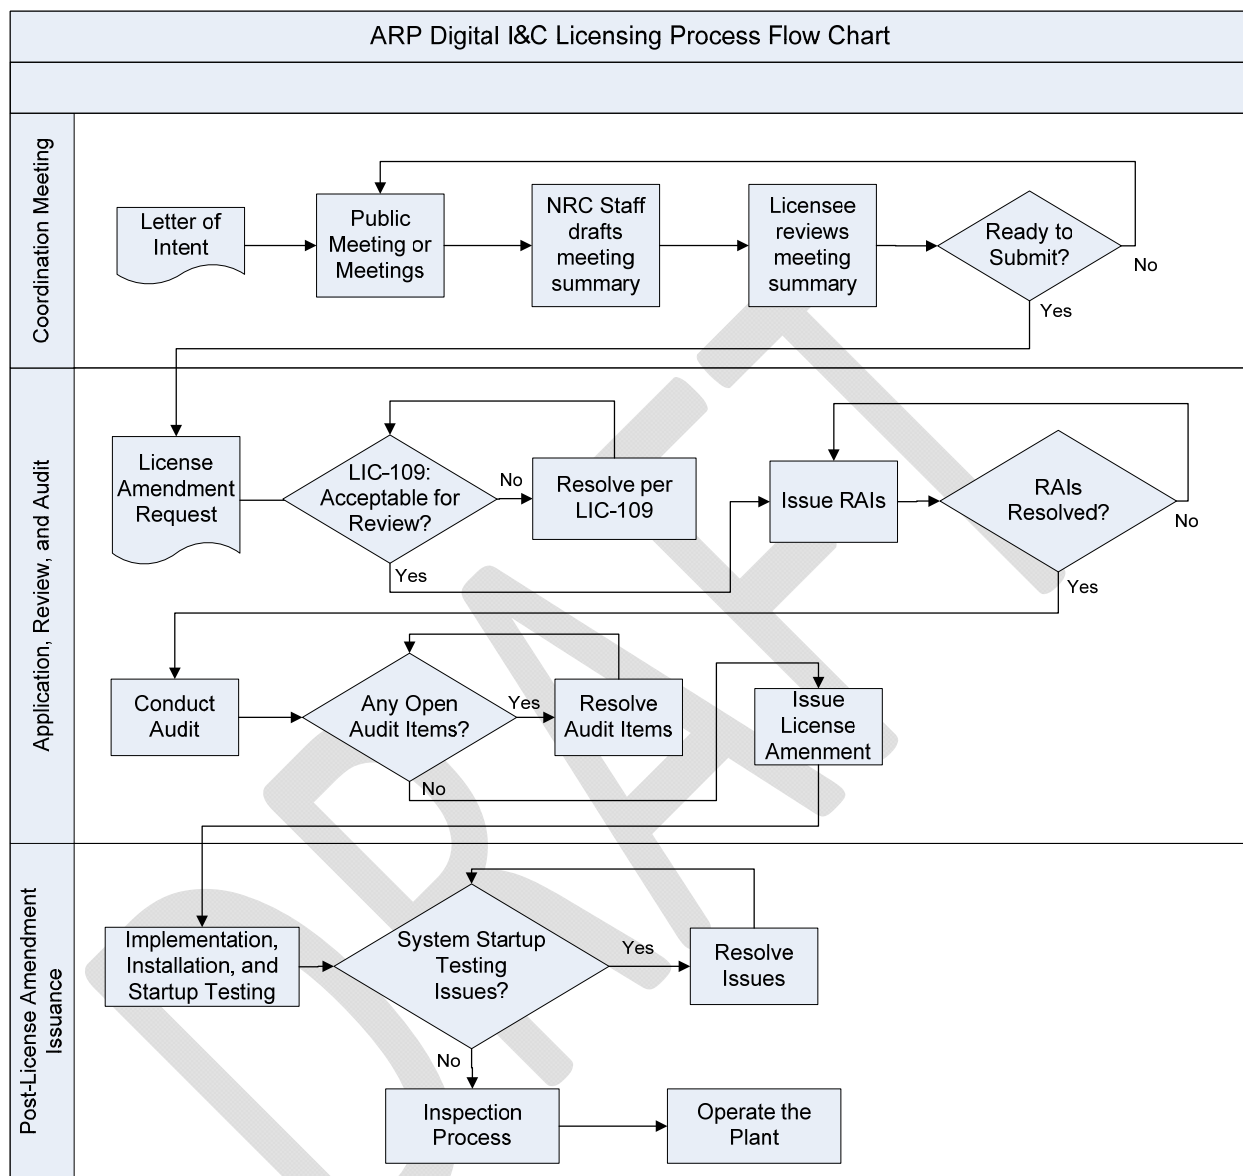 ARP Digital I&C Licensing Process Flow Chart
Coordination Meeting
Letter of
Intent
Public
Meeting or
Meetings
NRC Staff
drafts
meeting
summary
Licensee
reviews
meeting
summary
Ready to
Submit?
No
Yes
Application, Review, and Audit
License
Amendment
Request
LIC-109:
Acceptable for
Review?
No
Yes
Resolve per
LIC-109
Issue RAIs
RAIs
Resolved?
No
Yes
Conduct
Audit
Any Open
Audit Items?
Yes
No
Resolve
Audit Items
Issue
License
Amenment
Post-License Amendment
Issuance
Implementation,
Installation, and
Startup Testing
System Startup
Testing
Issues?
Yes
No
Resolve
Issues
Inspection
Process
Operate the
Plant
DRAFT